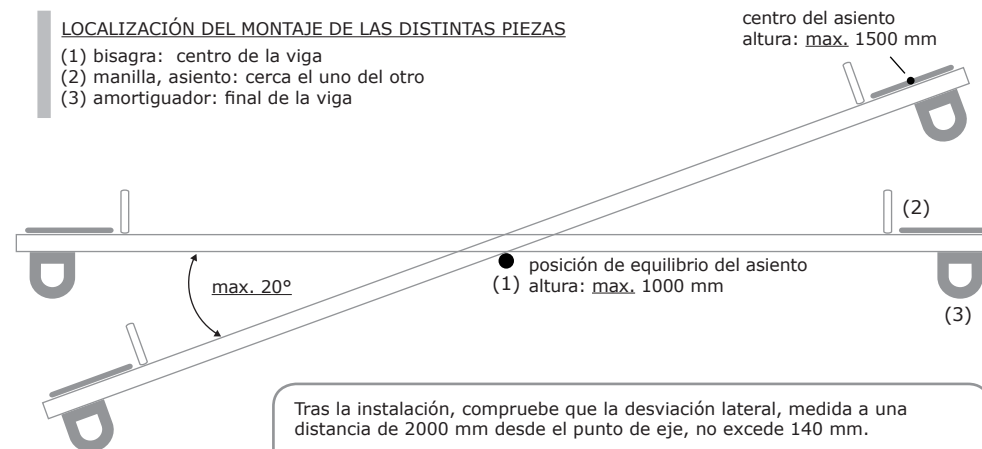 LOCALIZACIÓN DEL MONTAJE DE LAS DISTINTAS PIEZAS
(1) bisagra:  centro de la viga
(2) manilla, asiento: cerca el uno del otro
(3) amortiguador: final de la viga
centro del asiento
altura: max. 1500 mm
(2)
max. 20°
(1)
posición de equilibrio del asiento
altura: max. 1000 mm
(3)
Tras la instalación, compruebe que la desviación lateral, medida a una
distancia de 2000 mm desde el punto de eje, no excede 140 mm.